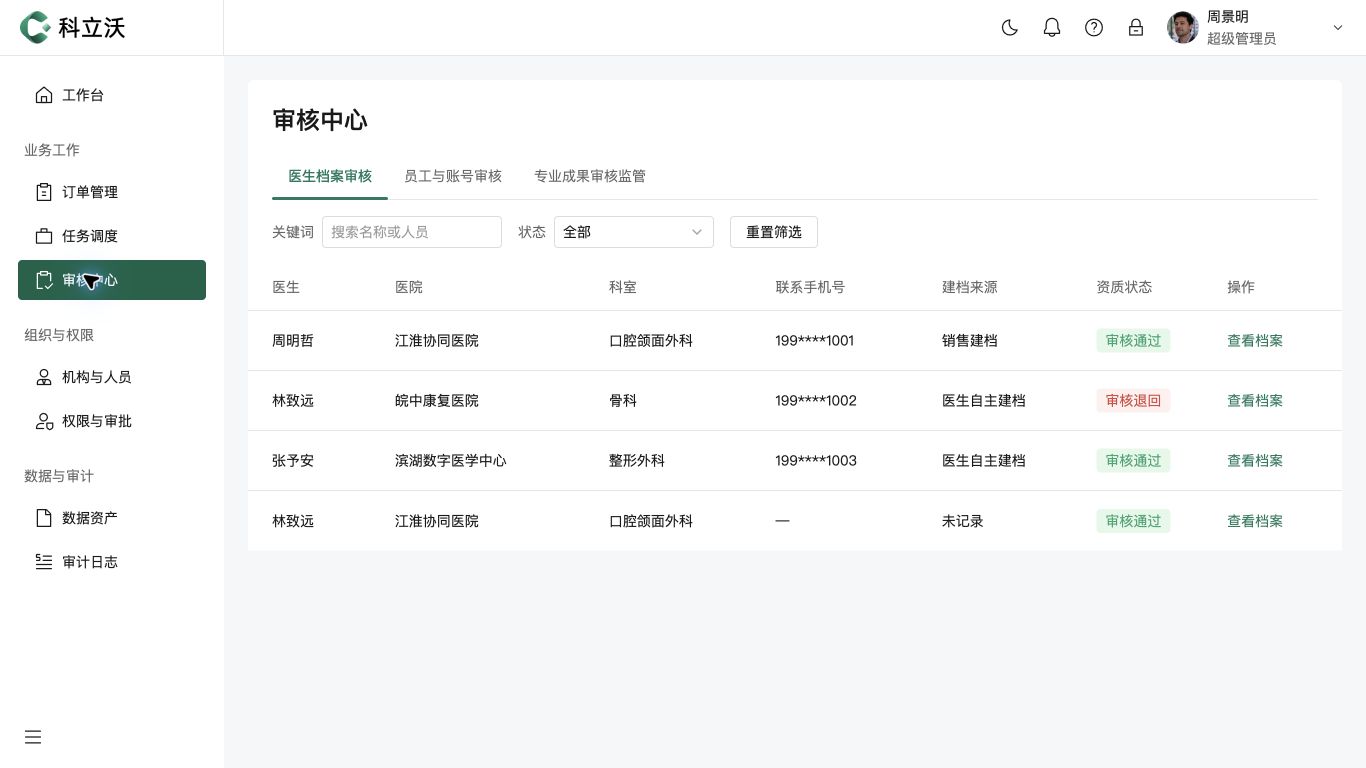 科立沃
周景明
超级管理员
工作台
业务工作
订单管理
任务调度
审核中心
组织与权限
机构与人员
权限与审批
数据与审计
数据资产
审计日志
审核中心
医生档案审核 员工与账号审核 专业成果审核监管
关键词 搜索名称或人员 状态 全部 重置筛选
医生 医院 科室 联系手机号 建档来源 资质状态 操作
周明哲 江淮协同医院 口腔颌面外科 199****1001 销售建档 审核通过 查看档案
林致远 皖中康复医院 骨科 199****1002 医生自主建档 审核退回 查看档案
张予安 滨湖数字医学中心 整形外科 199****1003 医生自主建档 审核通过 查看档案
林致远 江淮协同医院 口腔颌面外科 — 未记录 审核通过 查看档案